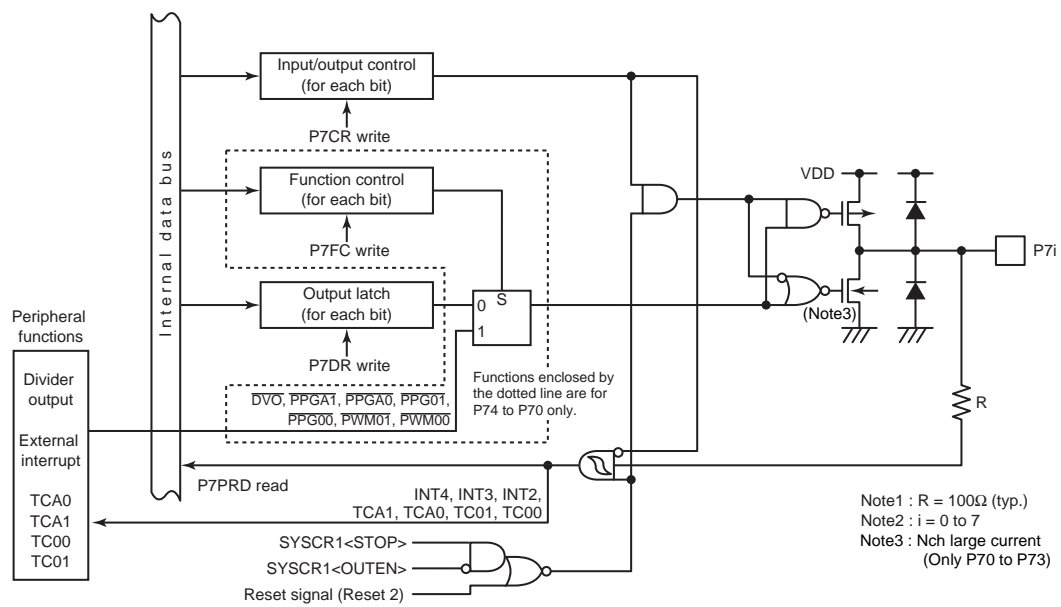 Input/output control
(for each bit)
P7CR write
Function control
(for each bit)
P7FC write
Internal data bus
Output latch
(for each bit)
P7DR write
S
0
1
VDD
P7i
(Note3)
Peripheral
functions
Divider
output
External
interrupt
TCA0
TCA1
TC00
TC01
Functions enclosed by
the dotted line are for
P74 to P70 only.
DVO, PPGA1, PPGA0, PPG01,
PPG00, PWM01, PWM00
R
P7PRD read
INT4, INT3, INT2,
TCA1, TCA0, TC01, TC00
SYSCR1<STOP>
SYSCR1<OUTEN>
Reset signal (Reset 2)
Note1 : R = 100Ω (typ.)
Note2 : i = 0 to 7
Note3 : Nch large current
(Only P70 to P73)